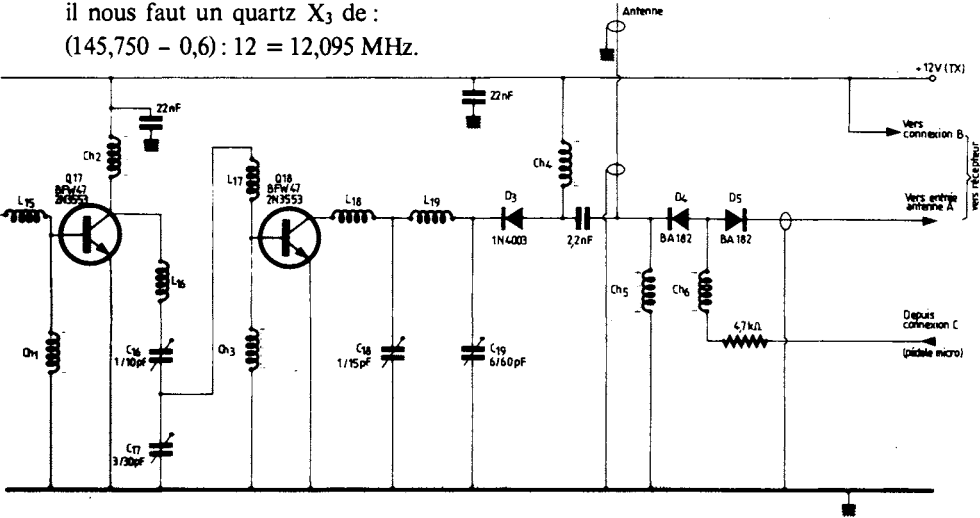 il nous faut un quartz X₃ de :
(145,750 – 0,6) : 12 = 12,095 MHz.
Antenne
+12V (TX)
22nF
22nF
Vers
connexion B
vers récepteur
Ch2
Ch4
Q17
BFW47
2N3553
L17
Q18
BFW47
2N3553
Vers entrée
antenne A
L15
L18
L19
D3
D4
D5
1N4003
2,2nF
BA182
BA182
L16
Ch5
Ch6
Depuis
connexion C
4,7kΩ
(pédale micro)
Ch1
C16
1/10pF
Ch3
C18
1/15pF
C19
6/60pF
C17
3/30pF